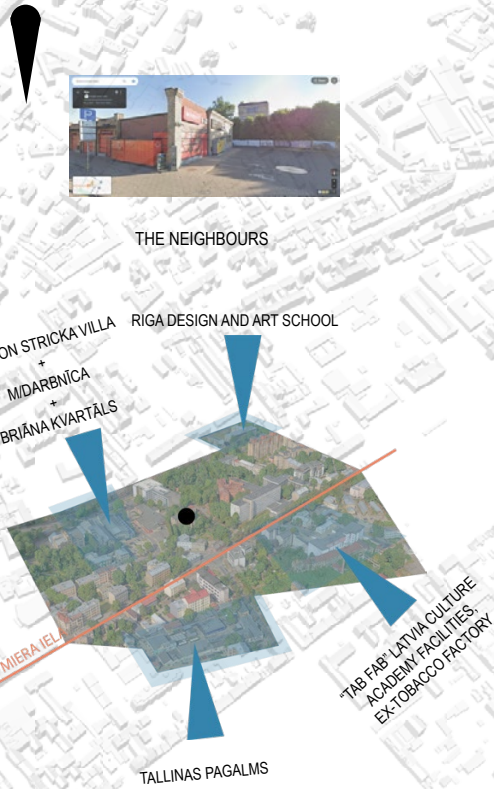 THE NEIGHBOURS
RIGA DESIGN AND ART SCHOOL
ON STRICKA VILLA
+
M/DARBNĪCA
+
BRIĀNA KVARTĀLS
MIERA IELA
"TAB FAB" LATVIA CULTURE
ACADEMY FACILITIES,
EX-TOBACCO FACTORY
TALLINAS PAGALMS